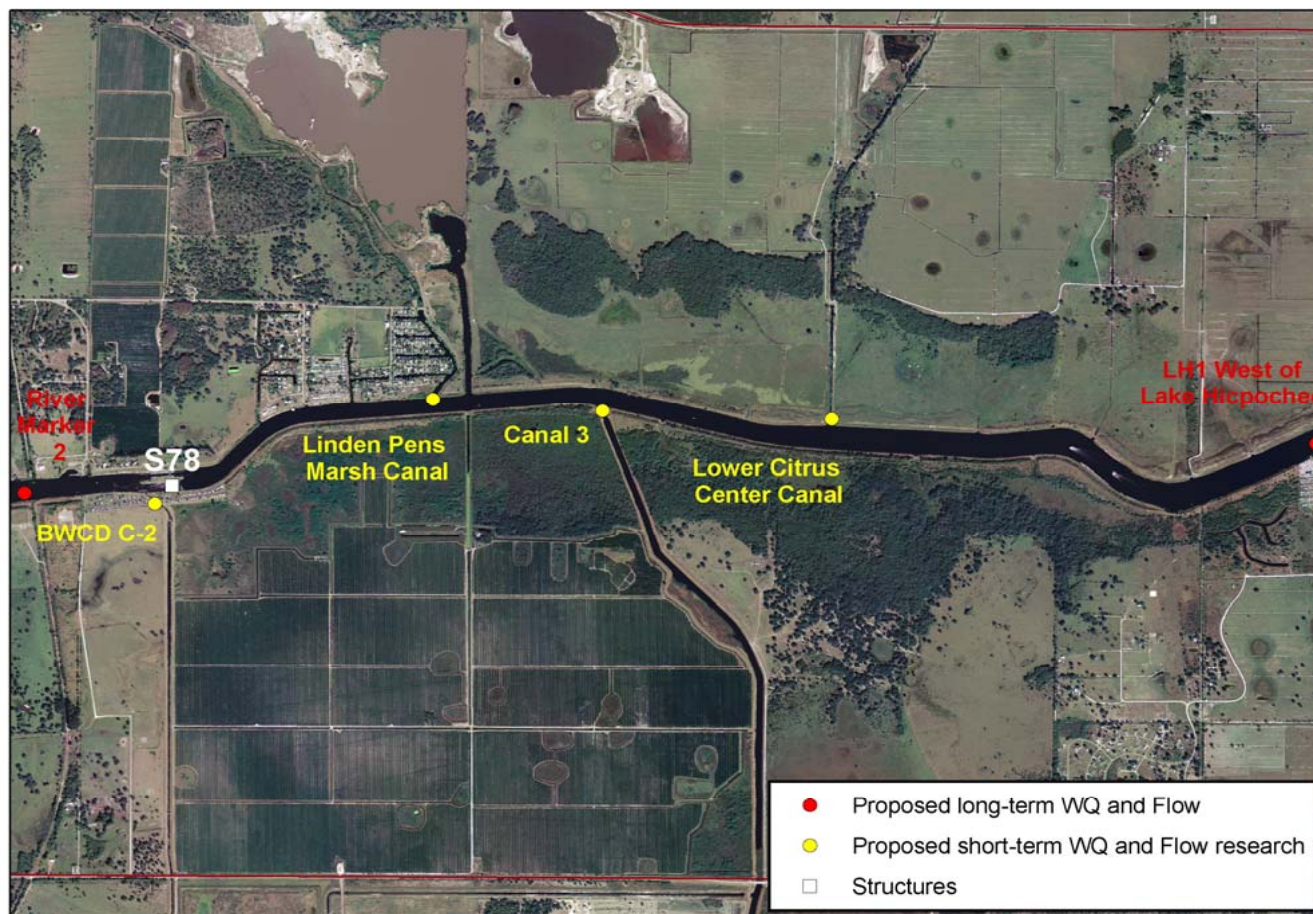 River
Marker
2
S78
BWCD C-2
Linden Pens
Marsh Canal
Canal 3
Lower Citrus
Center Canal
LH1 West of
Lake Hicpochee
Proposed long-term WQ and Flow
Proposed short-term WQ and Flow research
Structures